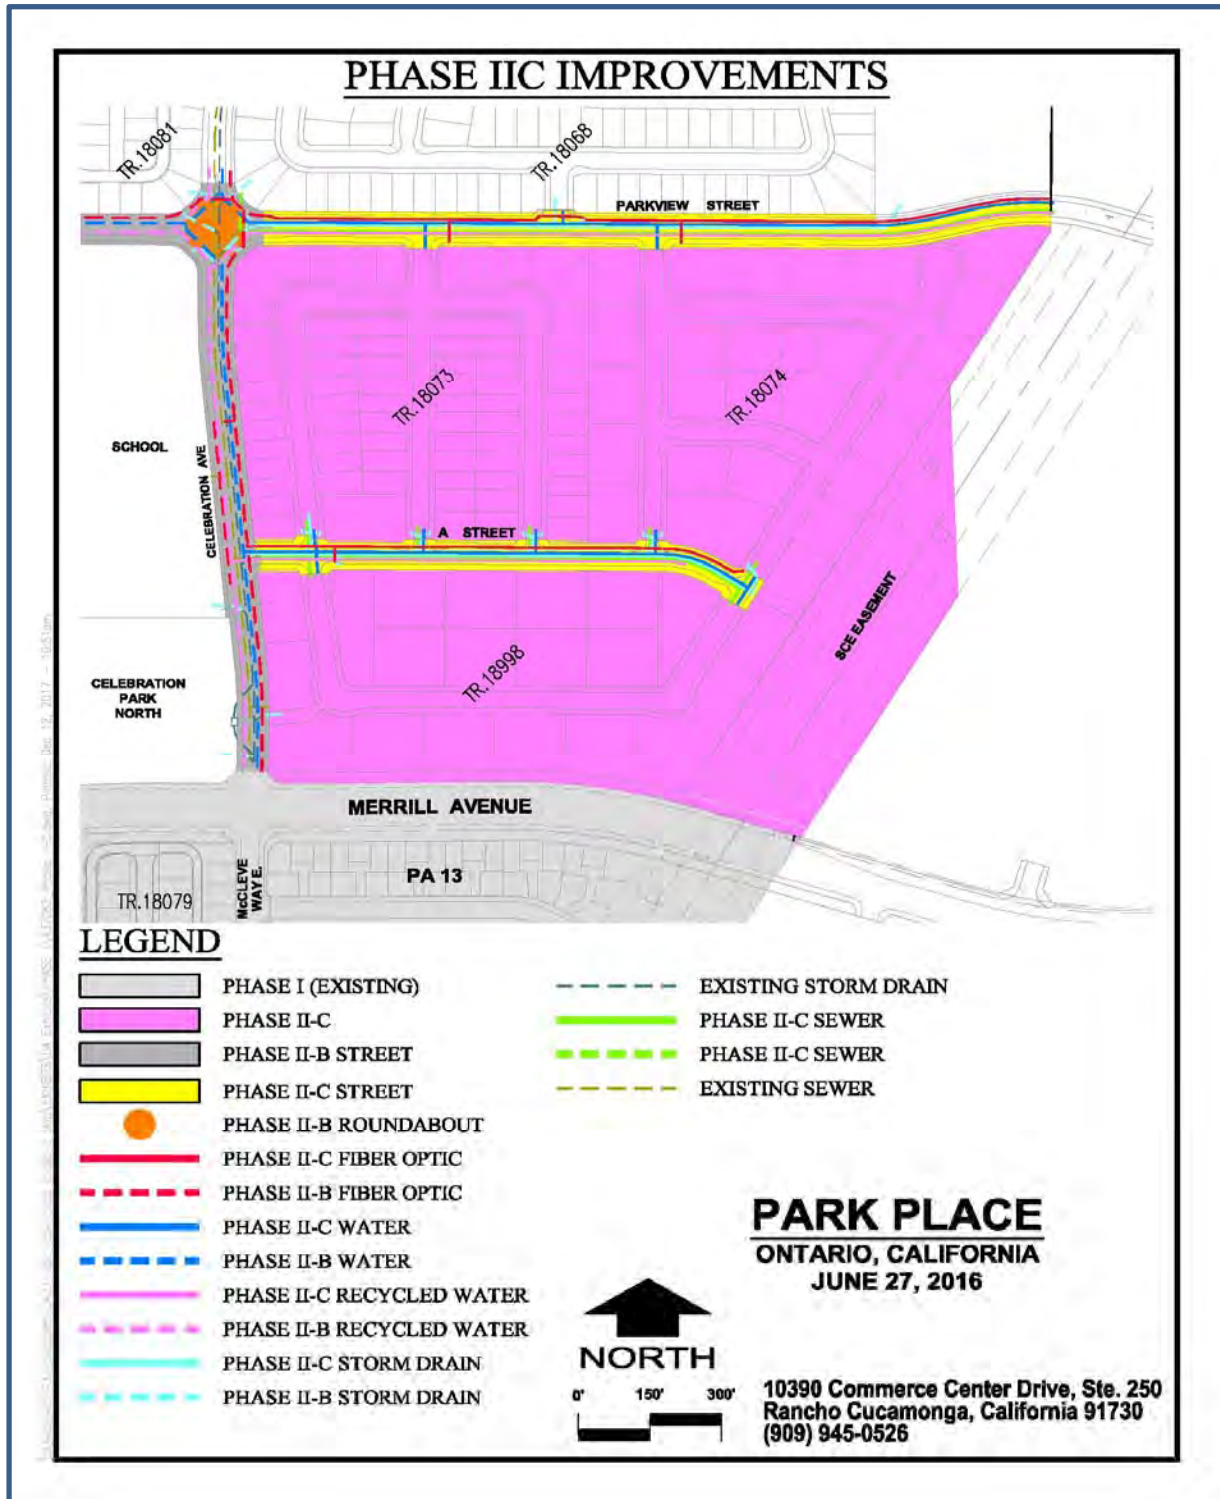 PHASE IIC IMPROVEMENTS
TR.18081
TR.18068
PARKVIEW STREET
TR.18073
TR.18074
SCHOOL
CELEBRATION AVE
A STREET
SCE EASEMENT
CELEBRATION
PARK
NORTH
TR.18998
MERRILL AVENUE
McCLEVE
WAY E.
PA 13
TR.18079
LEGEND
PHASE I (EXISTING)
PHASE II-C
PHASE II-B STREET
PHASE II-C STREET
PHASE II-B ROUNDABOUT
PHASE II-C FIBER OPTIC
PHASE II-B FIBER OPTIC
PHASE II-C WATER
PHASE II-B WATER
PHASE II-C RECYCLED WATER
PHASE II-B RECYCLED WATER
PHASE II-C STORM DRAIN
PHASE II-B STORM DRAIN
EXISTING STORM DRAIN
PHASE II-C SEWER
PHASE II-C SEWER
EXISTING SEWER
PARK PLACE
ONTARIO, CALIFORNIA
JUNE 27, 2016
NORTH
0' 150' 300'
10390 Commerce Center Drive, Ste. 250
Rancho Cucamonga, California 91730
(909) 945-0526